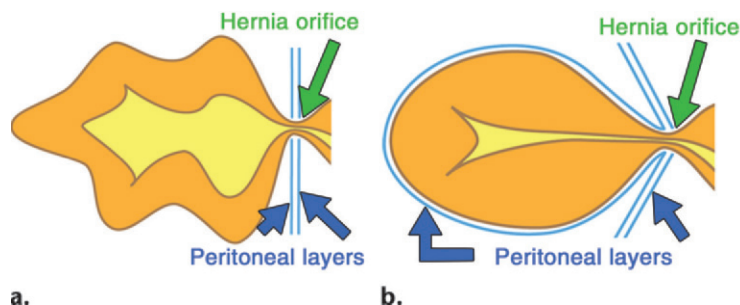 Hernia orifice
Peritoneal layers
a.
Hernia orifice
Peritoneal layers
b.